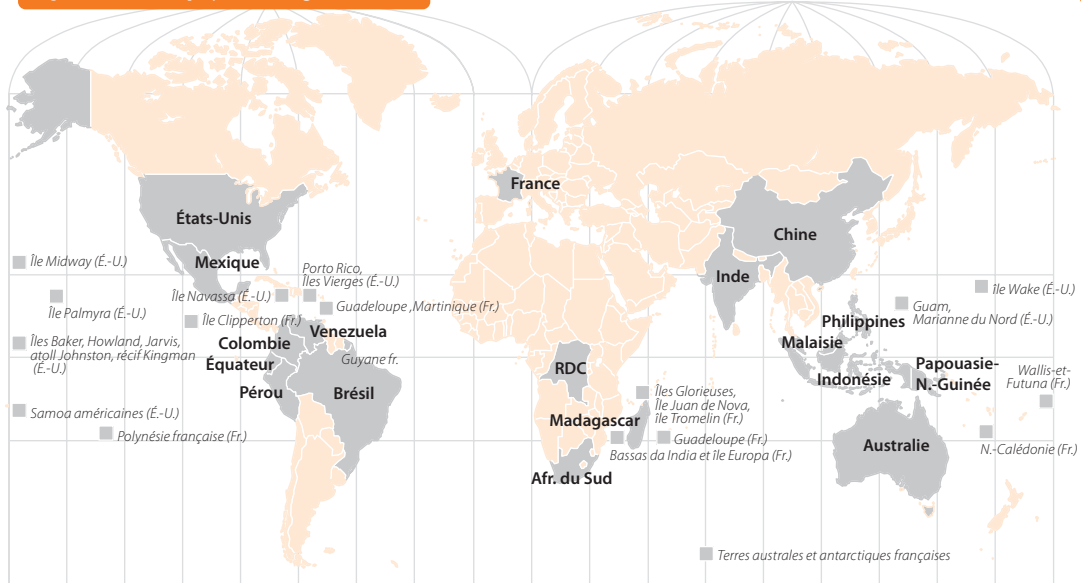 France
États-Unis
Chine
Mexique
Île Midway (É.-U.)
Porto Rico,
Îles Vierges (É.-U.)
Inde
Île Wake (É.-U.)
Île Navassa (É.-U.)
Île Palmyra (É.-U.)
Guadeloupe ,Martinique (Fr.)
Guam,
Marianne du Nord (É.-U.)
Île Clipperton (Fr.)
Philippines
Venezuela
Colombie
Malaisie
Îles Baker, Howland, Jarvis,
atoll Johnston, récif Kingman
(É.-U.)
Guyane fr.
Équateur
RDC
Papouasie-
N.-Guinée
Wallis-et-
Futuna (Fr.)
Indonésie
Pérou
Brésil
Îles Glorieuses,
Île Juan de Nova,
île Tromelin (Fr.)
Samoa américaines (É.-U.)
Madagascar
Polynésie française (Fr.)
Guadeloupe (Fr.)
Bassas da India et île Europa (Fr.)
Australie
N.-Calédonie (Fr.)
Afr. du Sud
Terres australes et antarctiques françaises